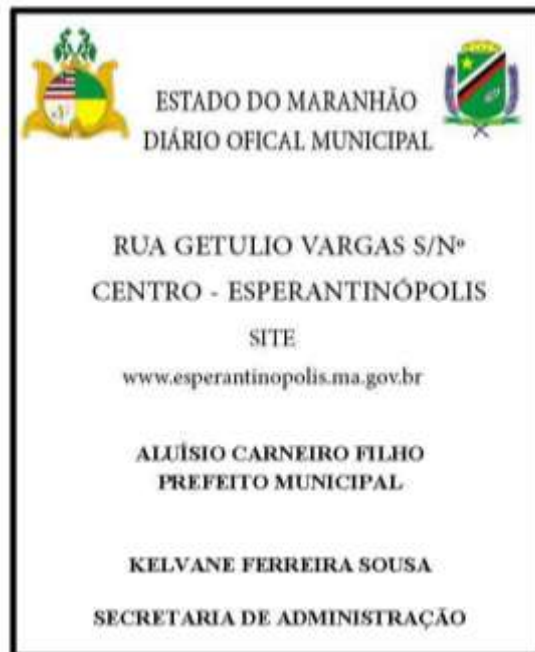 ESTADO DO MARANHÃO
DIÁRIO OFICAL MUNICIPAL
RUA GETULIO VARGAS S/Nº
CENTRO - ESPERANTINÓPOLIS
SITE
www.esperantinopolis.ma.gov.br
ALUÍSIO CARNEIRO FILHO
PREFEITO MUNICIPAL
KELVANE FERREIRA SOUSA
SECRETARIA DE ADMINISTRAÇÃO